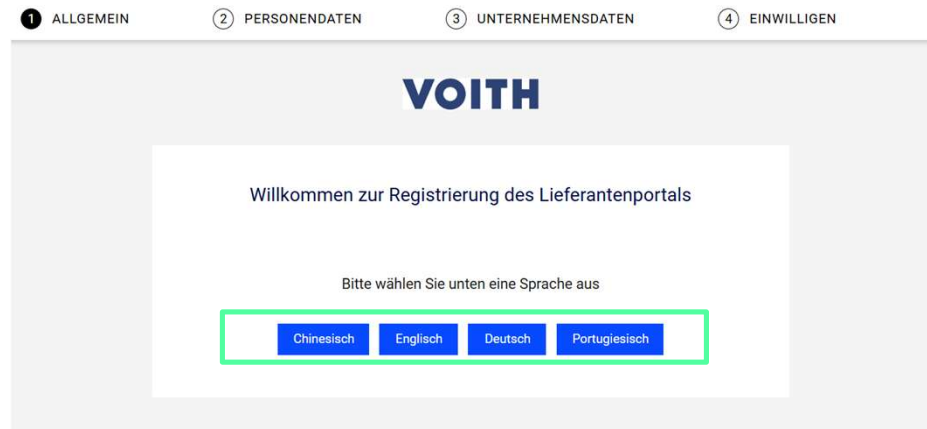 1 ALLGEMEIN 2 PERSONENDATEN 3 UNTERNEHMENSDATEN 4 EINWILLIGEN
VOITH
Willkommen zur Registrierung des Lieferantenportals
Bitte wählen Sie unten eine Sprache aus
Chinesisch Englisch Deutsch Portugiesisch